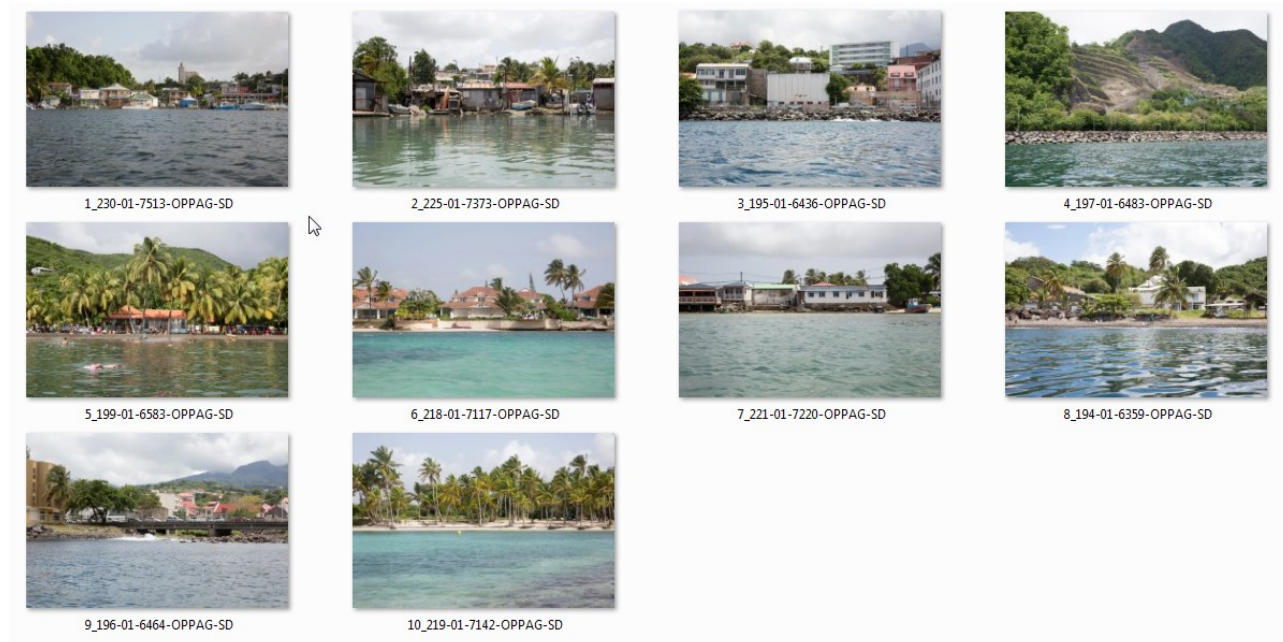 1_230-01-7513-OPPAG-SD
2_225-01-7373-OPPAG-SD
3_195-01-6436-OPPAG-SD
4_197-01-6483-OPPAG-SD
5_199-01-6583-OPPAG-SD
6_218-01-7117-OPPAG-SD
7_221-01-7220-OPPAG-SD
8_194-01-6359-OPPAG-SD
9_196-01-6464-OPPAG-SD
10_219-01-7142-OPPAG-SD